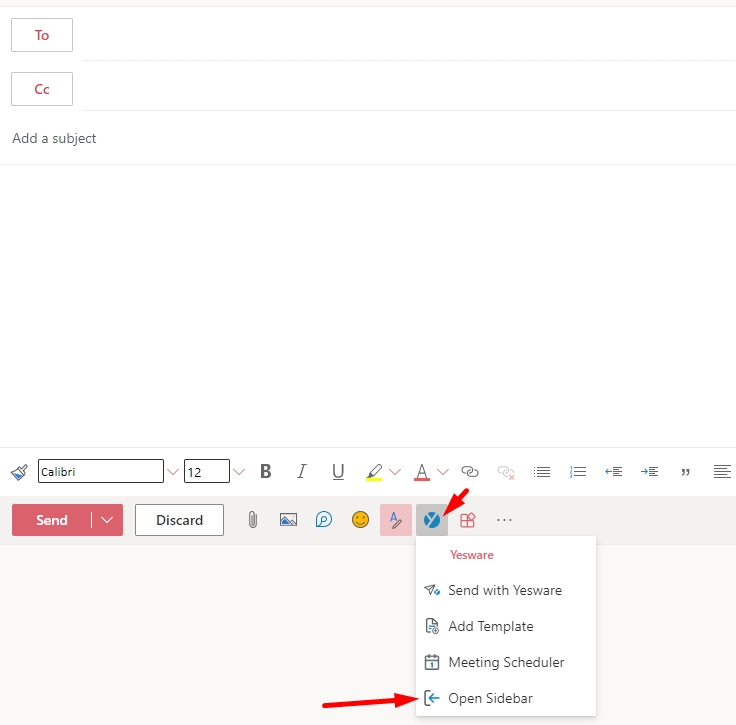 To
Cc
Add a subject
Calibri
12
B I U A
Send
Discard
Yesware
Send with Yesware
Add Template
Meeting Scheduler
Open Sidebar